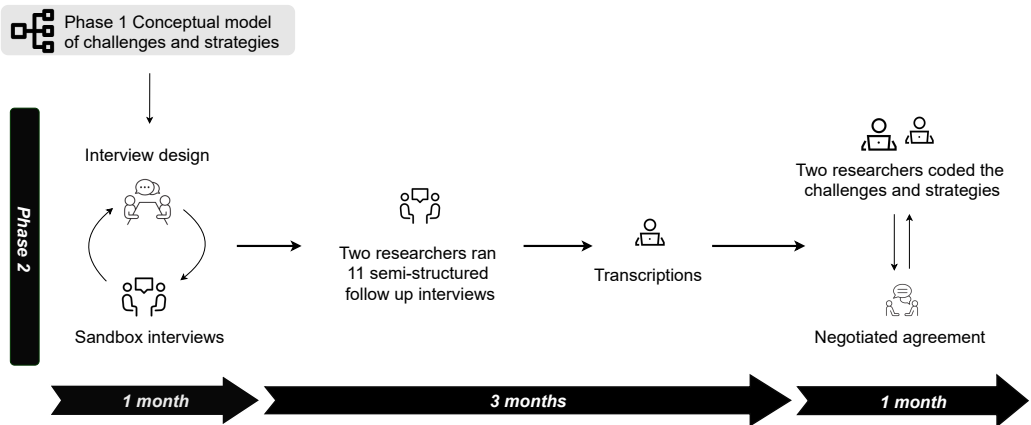 Phase 1 Conceptual model
of challenges and strategies
Phase 2
Interview design
Sandbox interviews
Two researchers ran
11 semi-structured
follow up interviews
Transcriptions
Two researchers coded the
challenges and strategies
Negotiated agreement
1 month
3 months
1 month